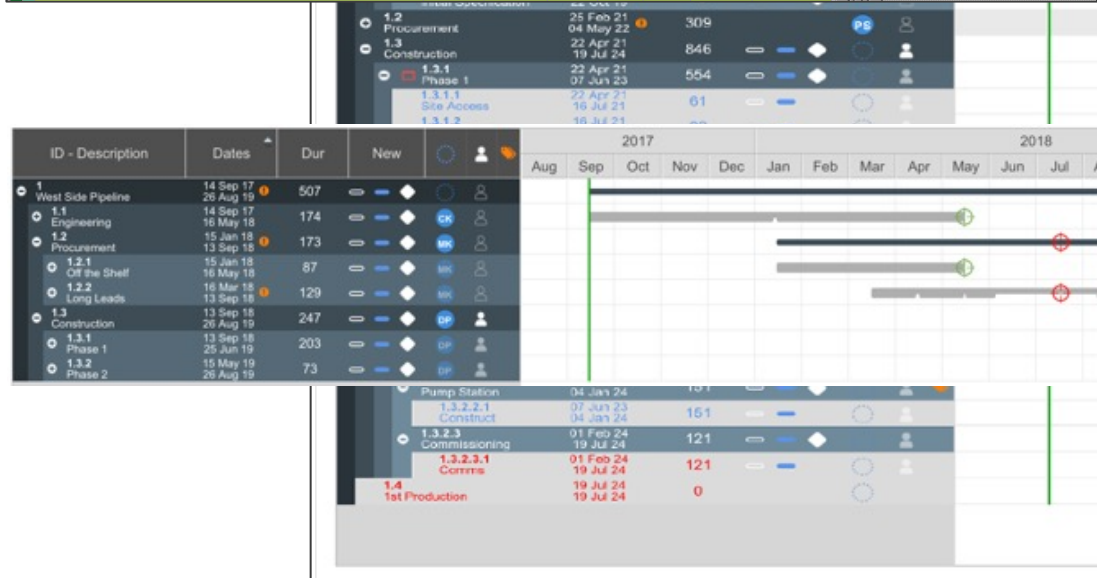 1.2 25 Feb 21 309
Procurement 04 May 22 PS
1.3 22 Apr 21 846
Construction 19 Jul 24
1.3.1 22 Apr 21 554
Phase 1 07 Jun 23
1.3.1.1 22 Apr 21 61
Site Access 16 Jul 21
1.3.1.2 16 Jul 21
2017 2018
ID - Description Dates Dur New Aug Sep Oct Nov Dec Jan Feb Mar Apr May Jun Jul
1 14 Sep 17 507
West Side Pipeline 26 Aug 19
1.1 14 Sep 17 174 CK
Engineering 16 May 18
1.2 15 Jan 18 173 MK
Procurement 13 Sep 18
1.2.1 15 Jan 18 87 MK
Off the Shelf 16 May 18
1.2.2 16 Mar 18 129 MK
Long Leads 13 Sep 18
1.3 13 Sep 18 247 DP
Construction 26 Aug 19
1.3.1 13 Sep 18 203 DP
Phase 1 25 Jun 19
1.3.2 15 May 19 73 DP
Phase 2 26 Aug 19
Pump Station 04 Jan 24 151
1.3.2.2.1 07 Jun 23 151
Construct 04 Jan 24
1.3.2.3 01 Feb 24 121
Commissioning 19 Jul 24
1.3.2.3.1 01 Feb 24 121
Comms 19 Jul 24
1.4 19 Jul 24 0
1st Production 19 Jul 24